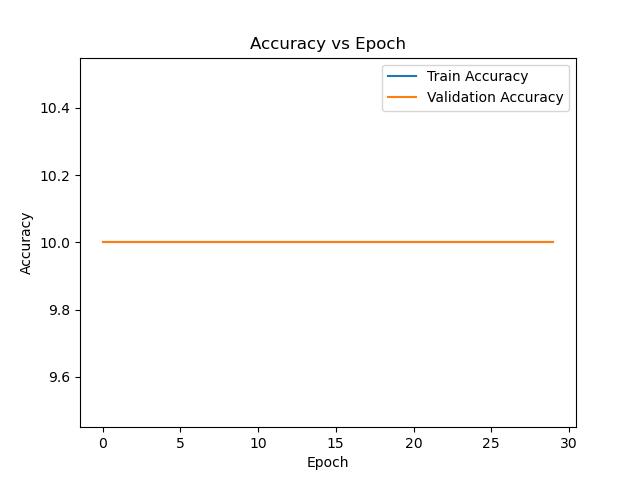 Accuracy vs Epoch
Train Accuracy
Validation Accuracy
10.4
10.2
10.0
9.8
9.6
Accuracy
0 5 10 15 20 25 30
Epoch